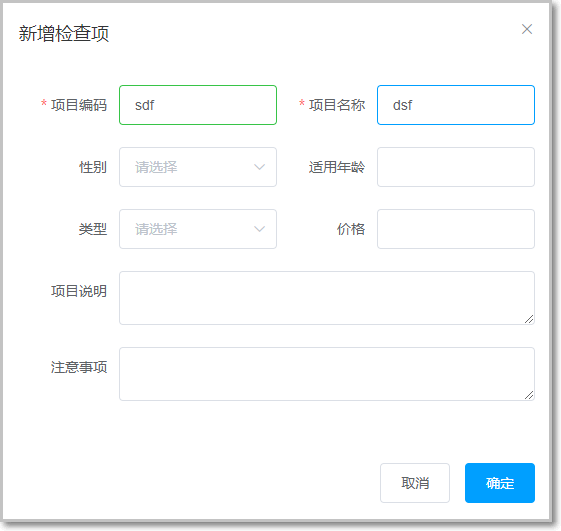 新增检查项
* 项目编码 sdf * 项目名称 dsf
性别 请选择 适用年龄
类型 请选择 价格
项目说明
注意事项
取消 确定